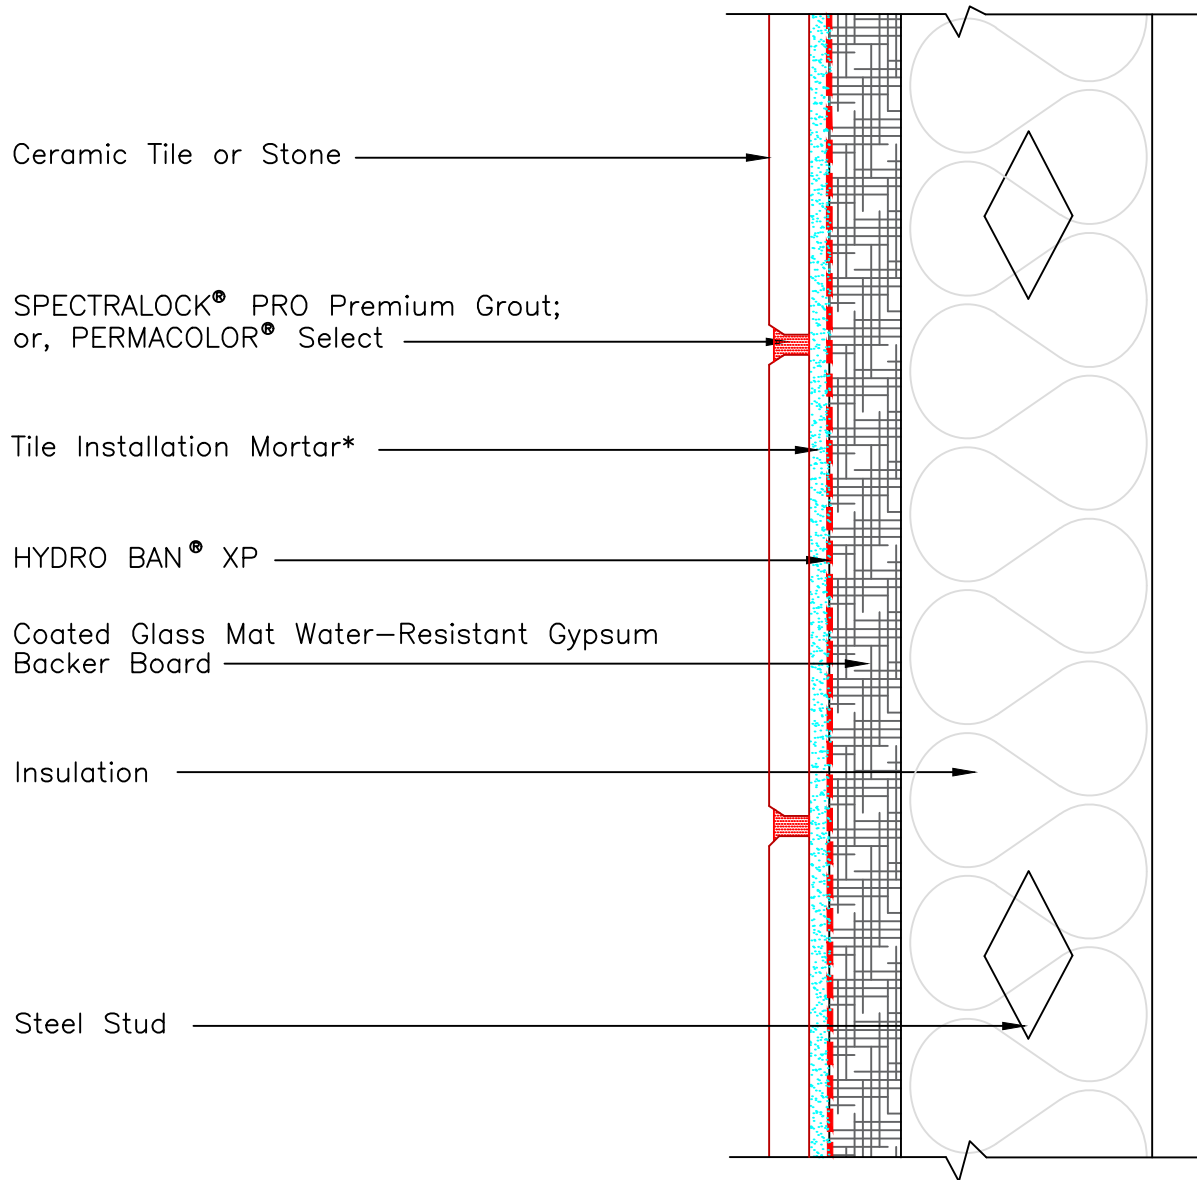 Ceramic Tile or Stone
SPECTRALOCK® PRO Premium Grout;
or, PERMACOLOR® Select
Tile Installation Mortar*
HYDRO BAN® XP
Coated Glass Mat Water-Resistant Gypsum
Backer Board
Insulation
Steel Stud